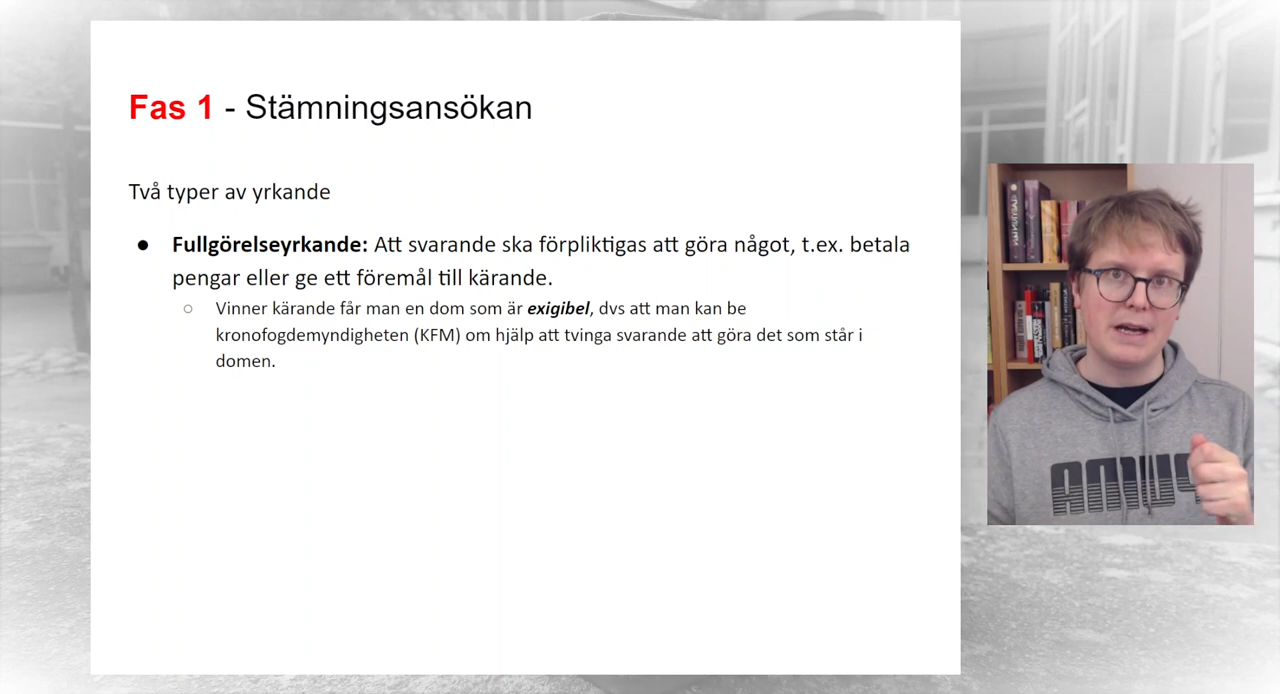 Fas 1 - Stämningsansökan
Två typer av yrkande
● Fullgörelseyrkande: Att svarande ska förpliktigas att göra något, t.ex. betala
pengar eller ge ett föremål till kärande.
○ Vinner kärande får man en dom som är exigibel, dvs att man kan be
kronofogdemyndigheten (KFM) om hjälp att tvinga svarande att göra det som står i
domen.